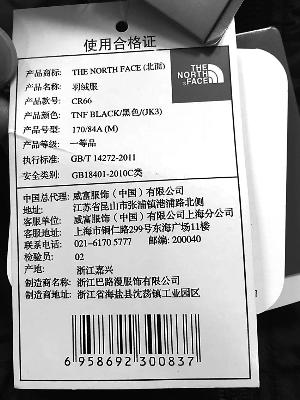 使用合格证
产品商标: THE NORTH FACE (北面)
产品名称: 羽绒服
产品款号: CR66
产品颜色: TNF BLACK/黑色/(JK3)
产品号型: 170/84A (M)
产品等级: 一等品
执行标准: GB/T 14272-2011
安全类别: GB18401-2010C类
THE
NORTH
FACE
中国总代理: 威富服饰（中国）有限公司
地址: 江苏省昆山市张浦镇港浦路北侧
客服单位: 威富服饰（中国）有限公司上海分公司
客服地址: 上海市铜仁路299号东海广场11楼
联系电话: 021-6170 5777 邮编: 200040
检验员: 02
产地: 浙江嘉兴
制造商名称: 浙江巴路漫服饰有限公司
制造商地址: 浙江省海盐县沈荡镇工业园区
6 958692 300837